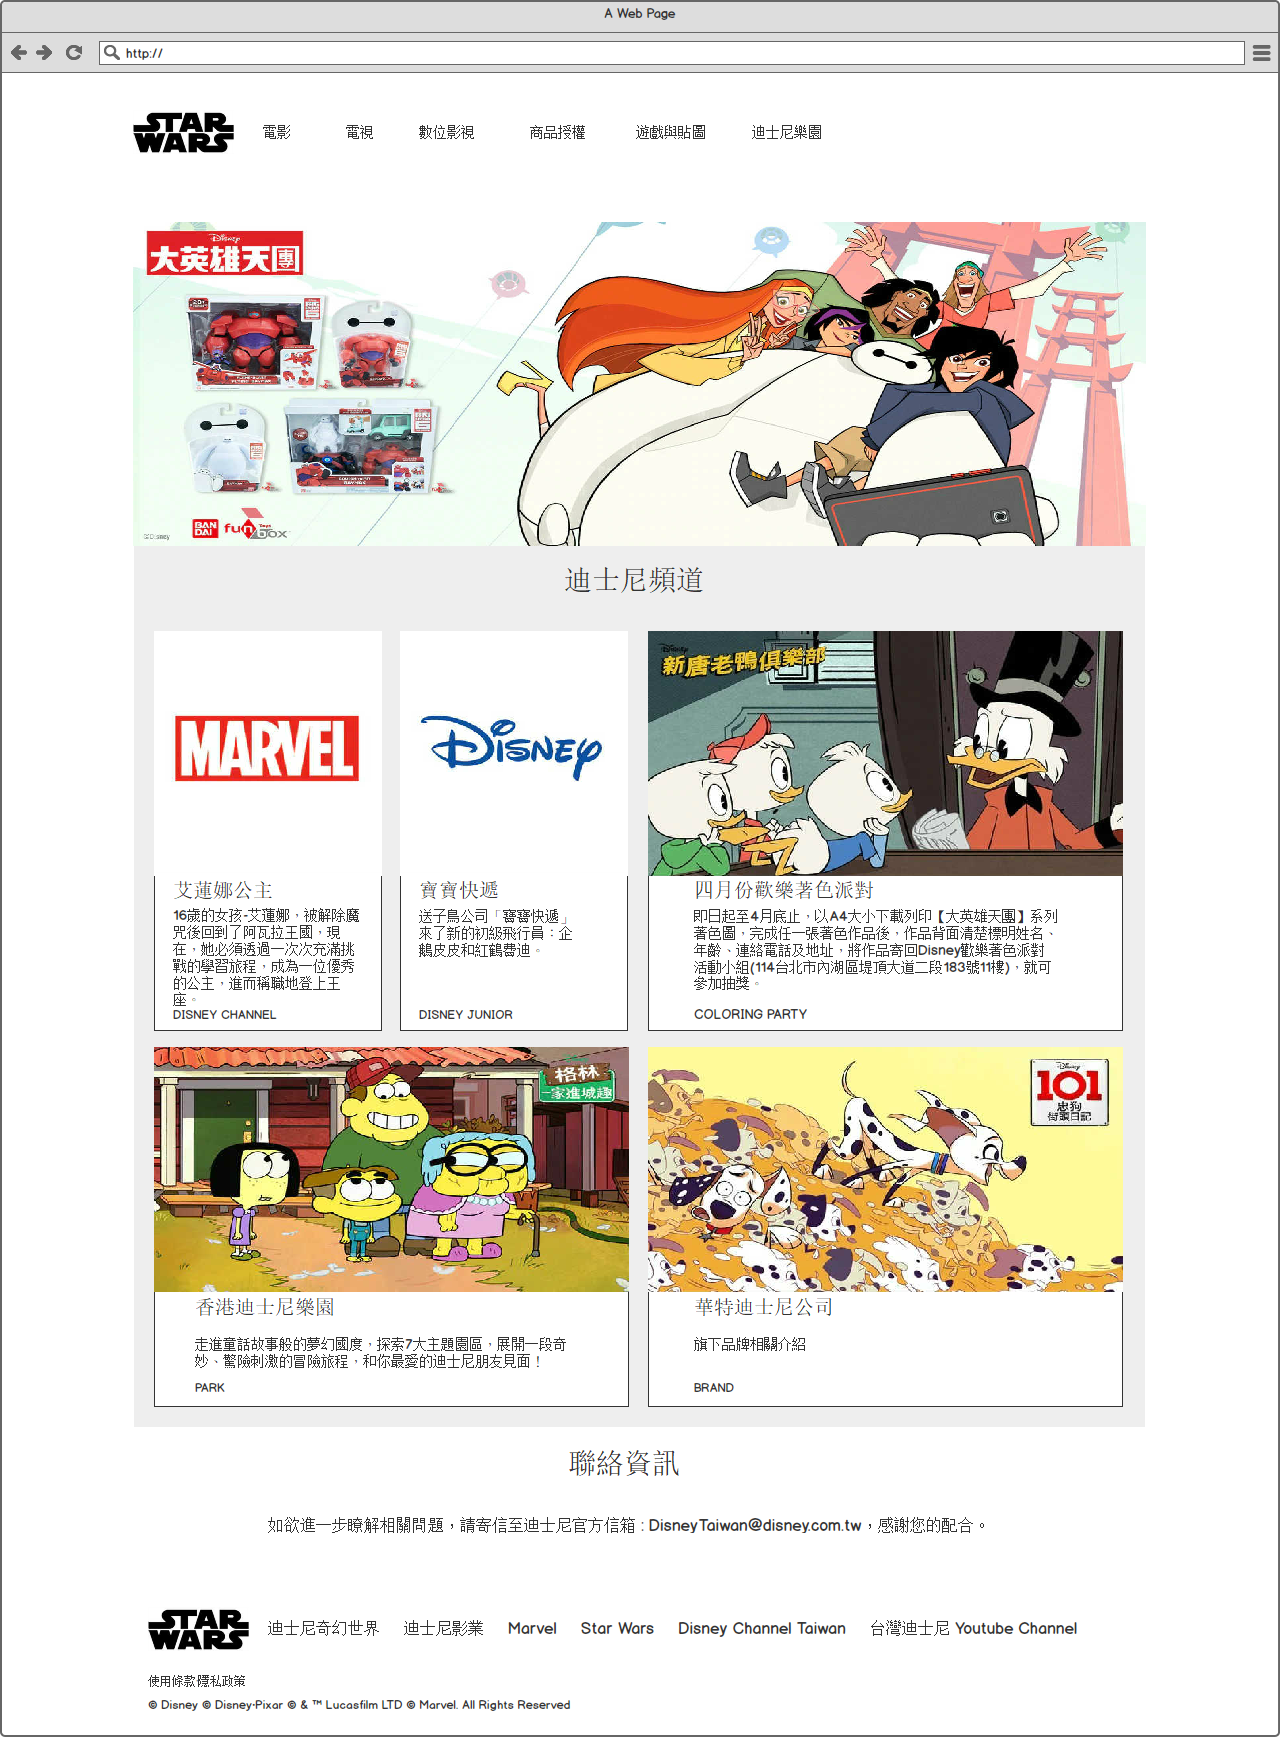 A Web Page
http://
STAR WARS
電影 電視 數位影視 商品授權 遊戲與貼圖 迪士尼樂園
Disney
大英雄天團
BAN DAI fun box Toys
迪士尼頻道
MARVEL
Disney
新唐老鴨俱樂部
艾蓮娜公主
16歲的女孩-艾蓮娜，被解除魔
咒後回到了阿瓦拉王國，現
在，她必須透過一次次充滿挑
戰的學習旅程，成為一位優秀
的公主，進而稱職地登上王
座。
DISNEY CHANNEL
寶寶快遞
送子鳥公司「寶寶快遞」
來了新的初級飛行員：企
鵝皮皮和紅鶴費迪。
DISNEY JUNIOR
四月份歡樂著色派對
即日起至4月底止，以A4大小下載列印【大英雄天團】系列
著色圖，完成任一張著色作品後，作品背面清楚標明姓名、
年齡、連絡電話及地址，將作品寄回Disney歡樂著色派對
活動小組(114台北市內湖區堤頂大道二段183號11樓)，就可
參加抽獎。
COLORING PARTY
格林
一家進城趣
Disney
101
忠狗
街頭日記
香港迪士尼樂園
走進童話故事般的夢幻國度，探索7大主題園區，展開一段奇
妙、驚險刺激的冒險旅程，和你最愛的迪士尼朋友見面！
PARK
華特迪士尼公司
旗下品牌相關介紹
BRAND
聯絡資訊
如欲進一步瞭解相關問題，請寄信至迪士尼官方信箱 : DisneyTaiwan@disney.com.tw，感謝您的配合。
STAR WARS
迪士尼奇幻世界 迪士尼影業 Marvel Star Wars Disney Channel Taiwan 台灣迪士尼 Youtube Channel
使用條款隱私政策
© Disney © Disney•Pixar © & ™ Lucasfilm LTD © Marvel. All Rights Reserved